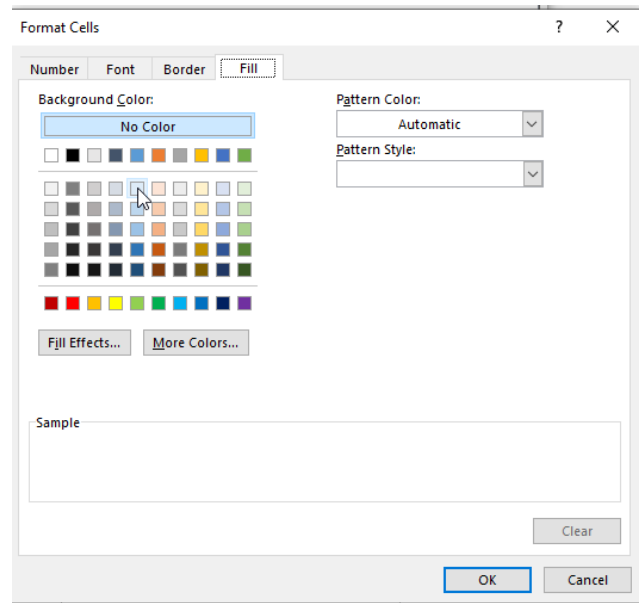 Format Cells ?
Number Font Border Fill
Background Color: Pattern Color:
No Color Automatic
Pattern Style:
Fill Effects... More Colors...
Sample
Clear
OK Cancel